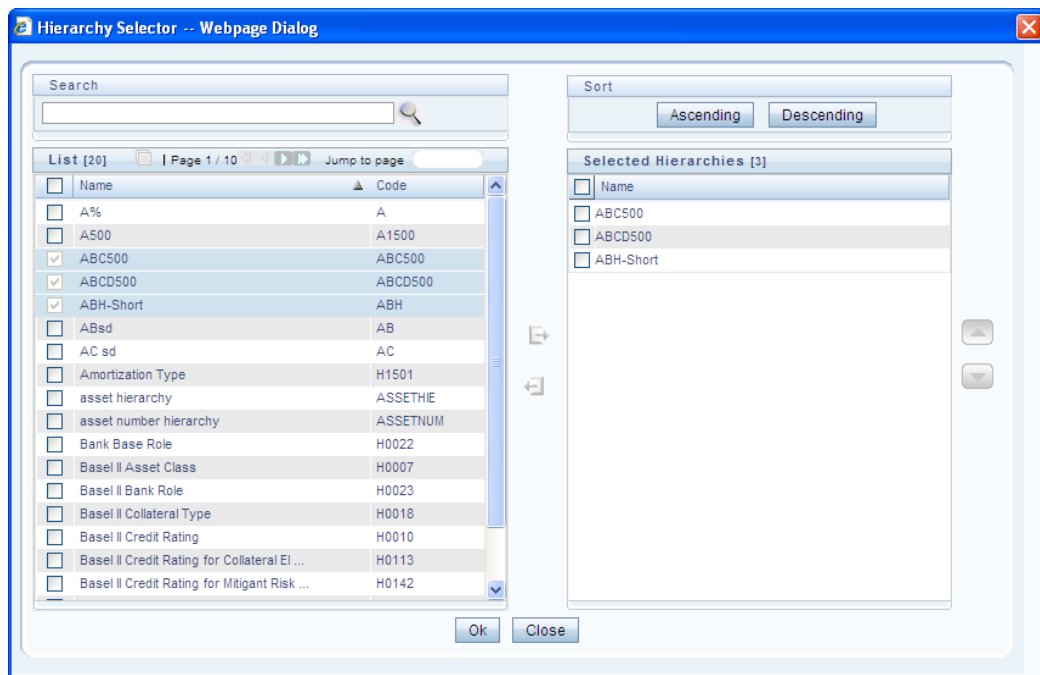 Hierarchy Selector -- Webpage Dialog
Search
Sort
Ascending Descending
List [20] | Page 1 / 10 Jump to page
Selected Hierarchies [3]
Name Code
Name
A% A
A500 A1500
ABC500 ABC500
ABCD500 ABCD500
ABH-Short ABH
ABsd AB
AC sd AC
Amortization Type H1501
asset hierarchy ASSETHIE
asset number hierarchy ASSETNUM
Bank Base Role H0022
Basel II Asset Class H0007
Basel II Bank Role H0023
Basel II Collateral Type H0018
Basel II Credit Rating H0010
Basel II Credit Rating for Collateral El ... H0113
Basel II Credit Rating for Mitigant Risk ... H0142
ABC500
ABCD500
ABH-Short
Ok Close